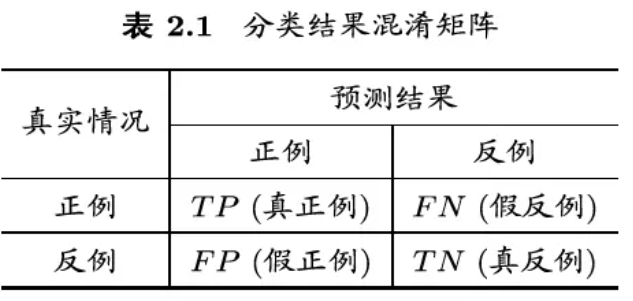 表 2.1 分类结果混淆矩阵
真实情况 预测结果
正例 反例
正例 TP (真正例) FN (假反例)
反例 FP (假正例) TN (真反例)